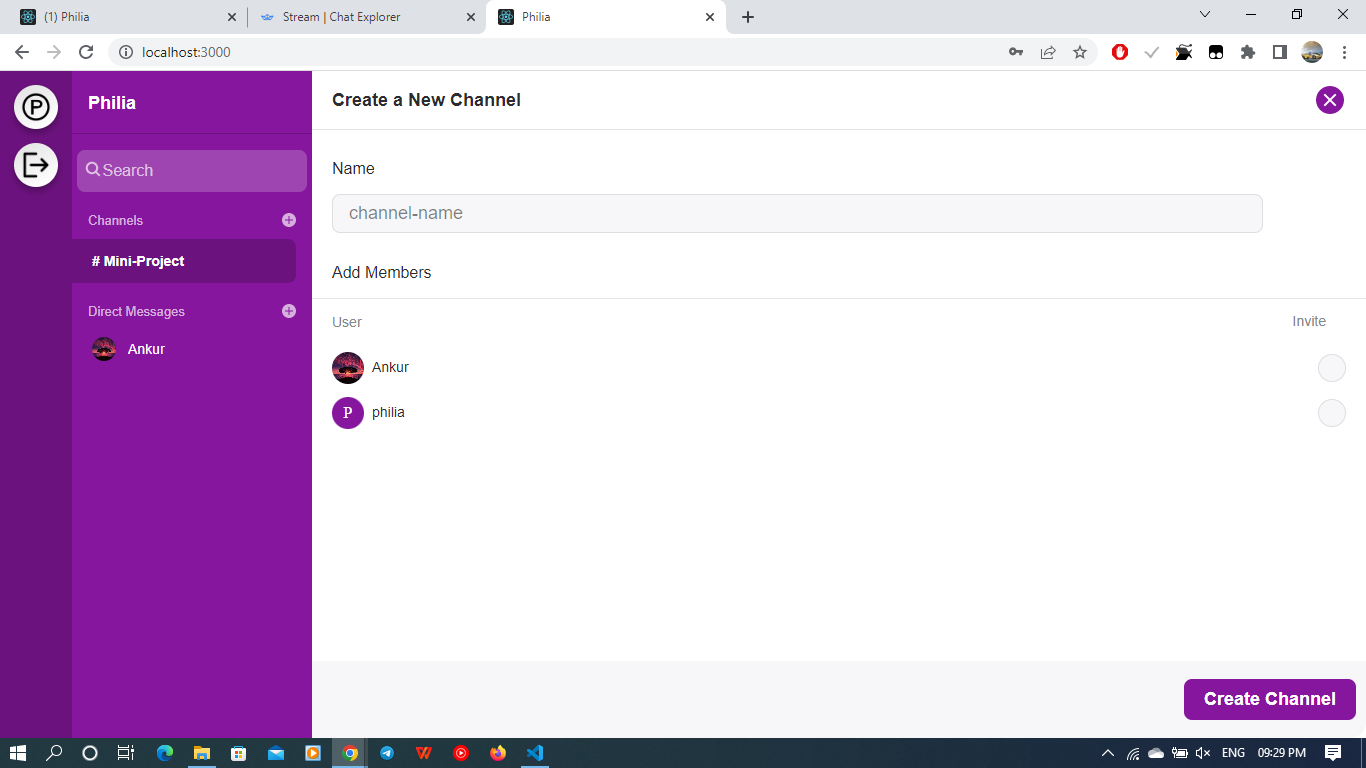 (1) Philia
Stream | Chat Explorer
Philia
localhost:3000
P
Philia
Search
Channels
# Mini-Project
Direct Messages
Ankur
Create a New Channel
Name
channel-name
Add Members
User Invite
Ankur
P philia
Create Channel
ENG 09:29 PM